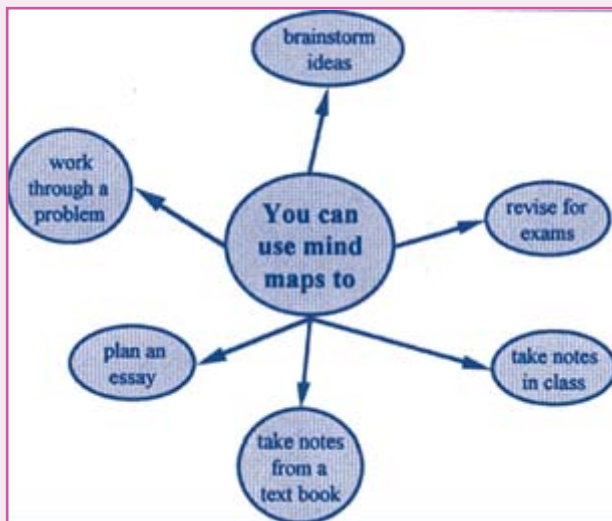 brainstorm
ideas
work
through a
problem
You can
use mind
maps to
revise for
exams
plan an
essay
take notes
in class
take notes
from a
text book